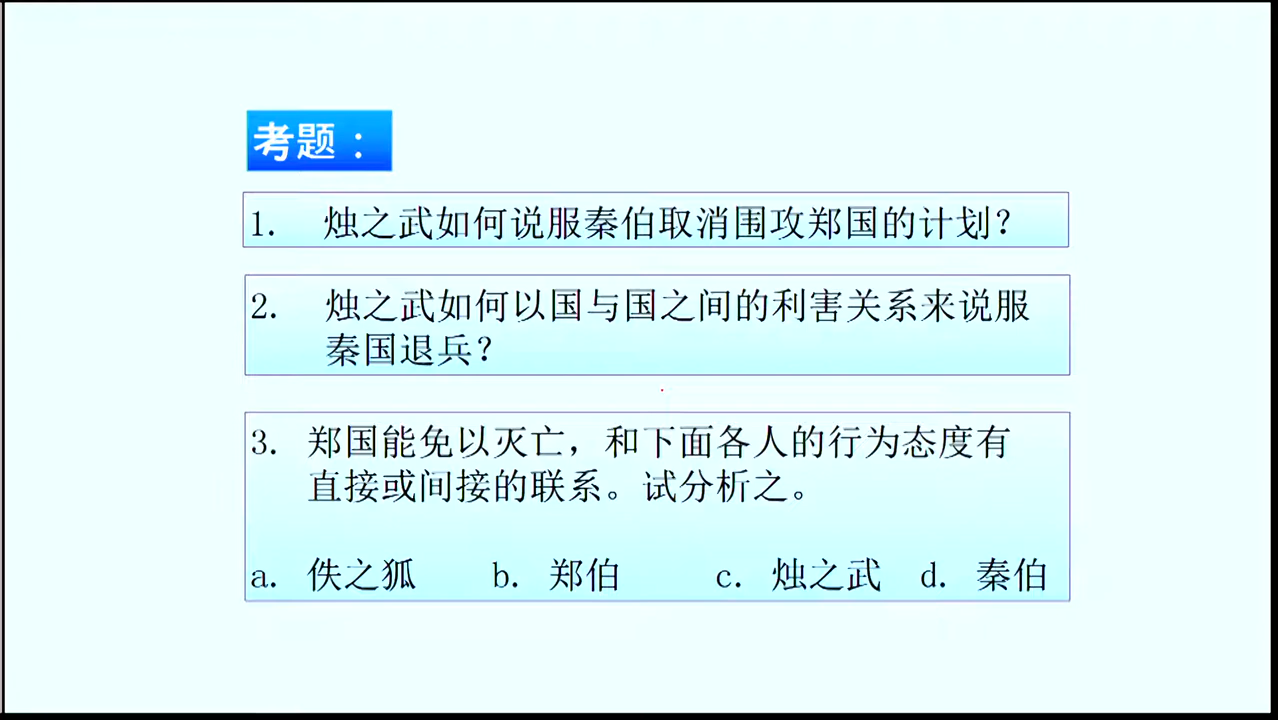 考题：
1. 烛之武如何说服秦伯取消围攻郑国的计划？
2. 烛之武如何以国与国之间的利害关系来说服
秦国退兵？
3. 郑国能免以灭亡，和下面各人的行为态度有
直接或间接的联系。试分析之。
a. 佚之狐 b. 郑伯 c. 烛之武 d. 秦伯